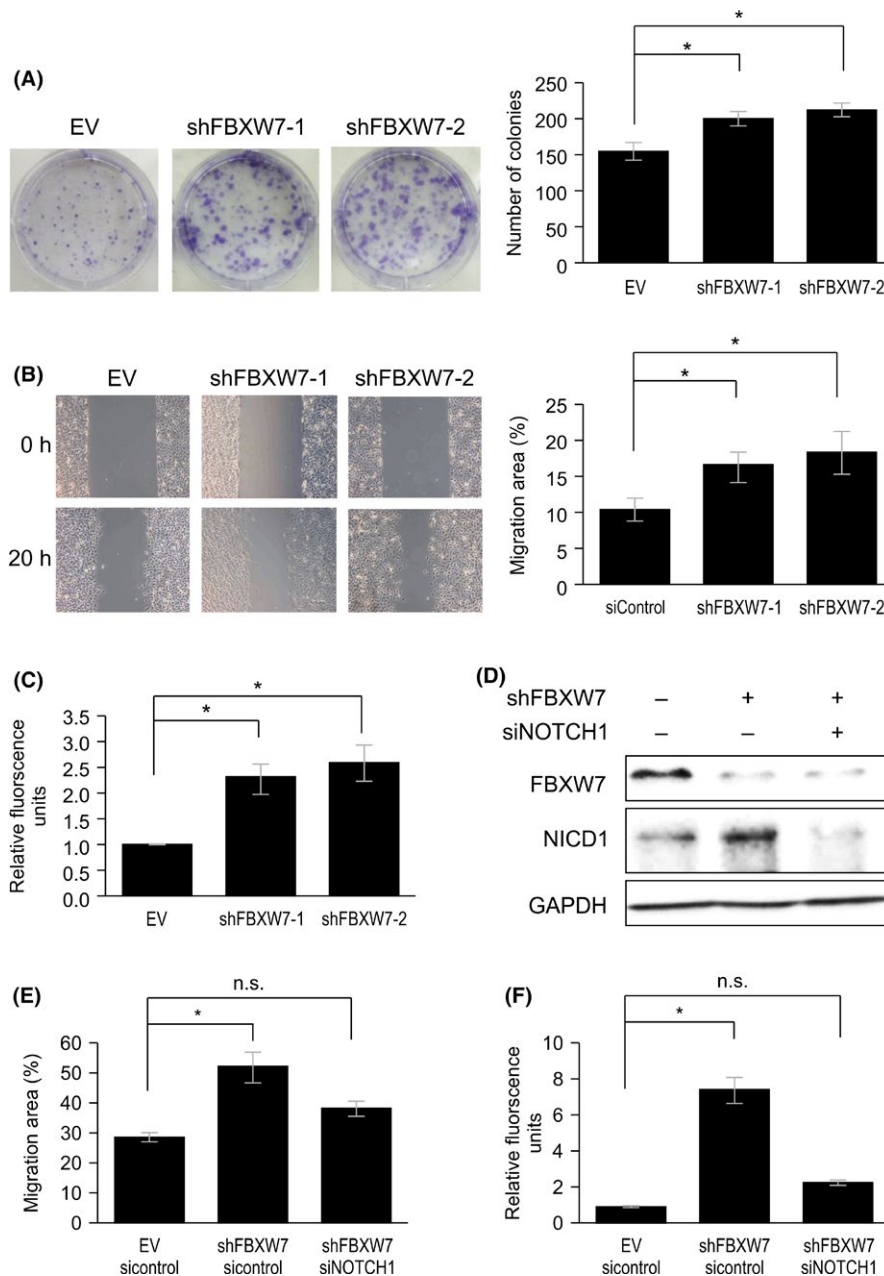 (A)
EV shFBXW7-1 shFBXW7-2
* *
Number of colonies
250
200
150
100
50
0
EV shFBXW7-1 shFBXW7-2
(B)
EV shFBXW7-1 shFBXW7-2
0 h
20 h
* *
Migration area (%)
25
20
15
10
5
0
siControl shFBXW7-1 shFBXW7-2
(C)
* *
Relative fluorescence
units
3.5
3.0
2.5
2.0
1.5
1.0
0.5
0.0
EV shFBXW7-1 shFBXW7-2
(D)
shFBXW7 – + +
siNOTCH1 – – +
FBXW7
NICD1
GAPDH
(E)
n.s.
*
Migration area (%)
60
50
40
30
20
10
0
EV shFBXW7 shFBXW7
sicontrol sicontrol siNOTCH1
(F)
n.s.
*
Relative fluorscence
units
10
8
6
4
2
0
EV shFBXW7 shFBXW7
sicontrol sicontrol siNOTCH1